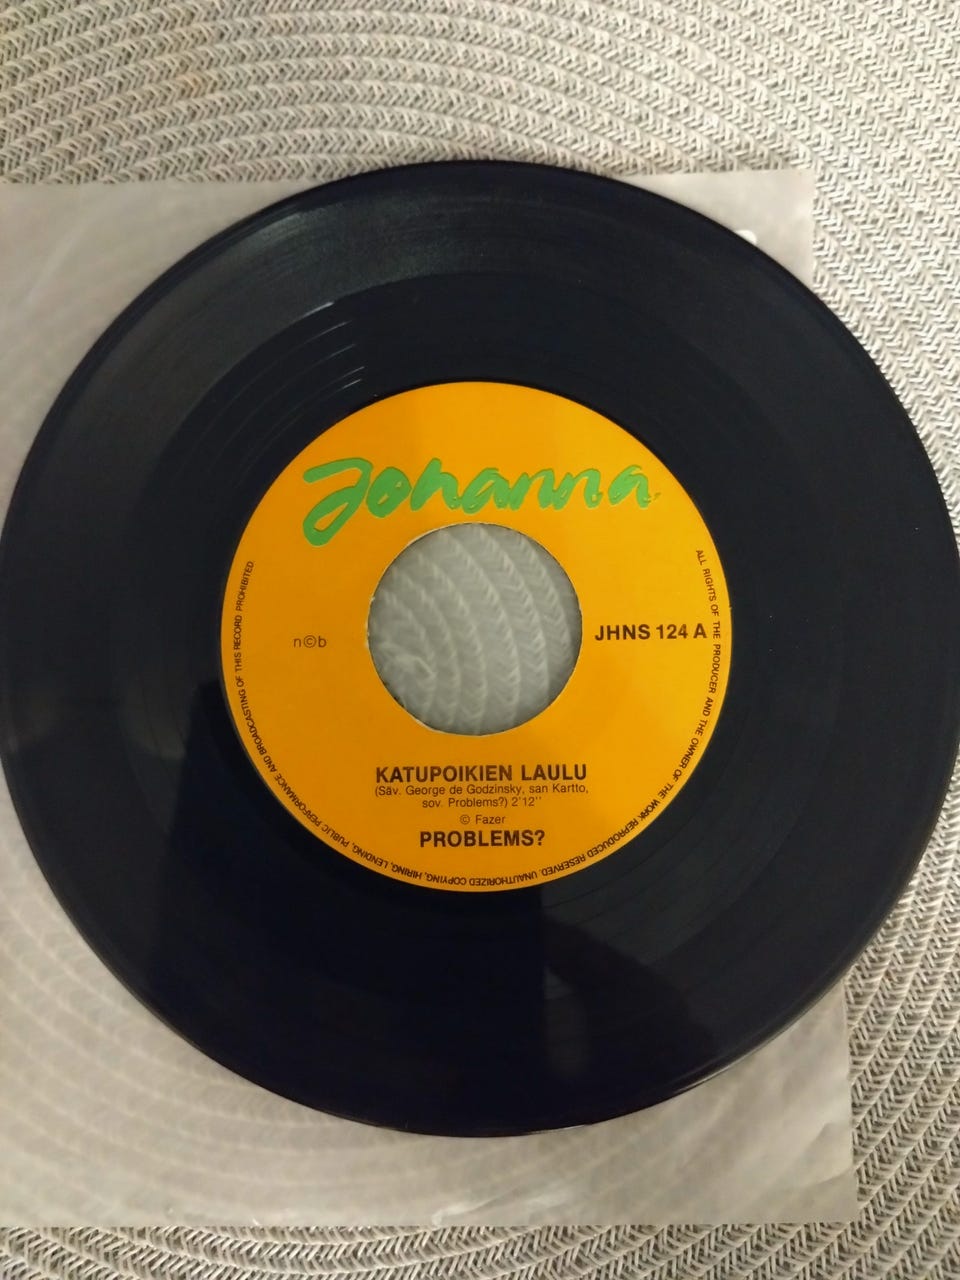 Johanna
n©b
JHNS 124 A
KATUPOIKIEN LAULU
(Säv. George de Godzinsky, san Kartto,
sov. Problems?) 2'12''
© Fazer
PROBLEMS?
ALL RIGHTS OF THE PRODUCER AND THE OWNER OF THE WORK REPRODUCED RESERVED. UNAUTHORIZED COPYING, HIRING, LENDING, PUBLIC PERFORMANCE AND BROADCASTING OF THIS RECORD PROHIBITED.